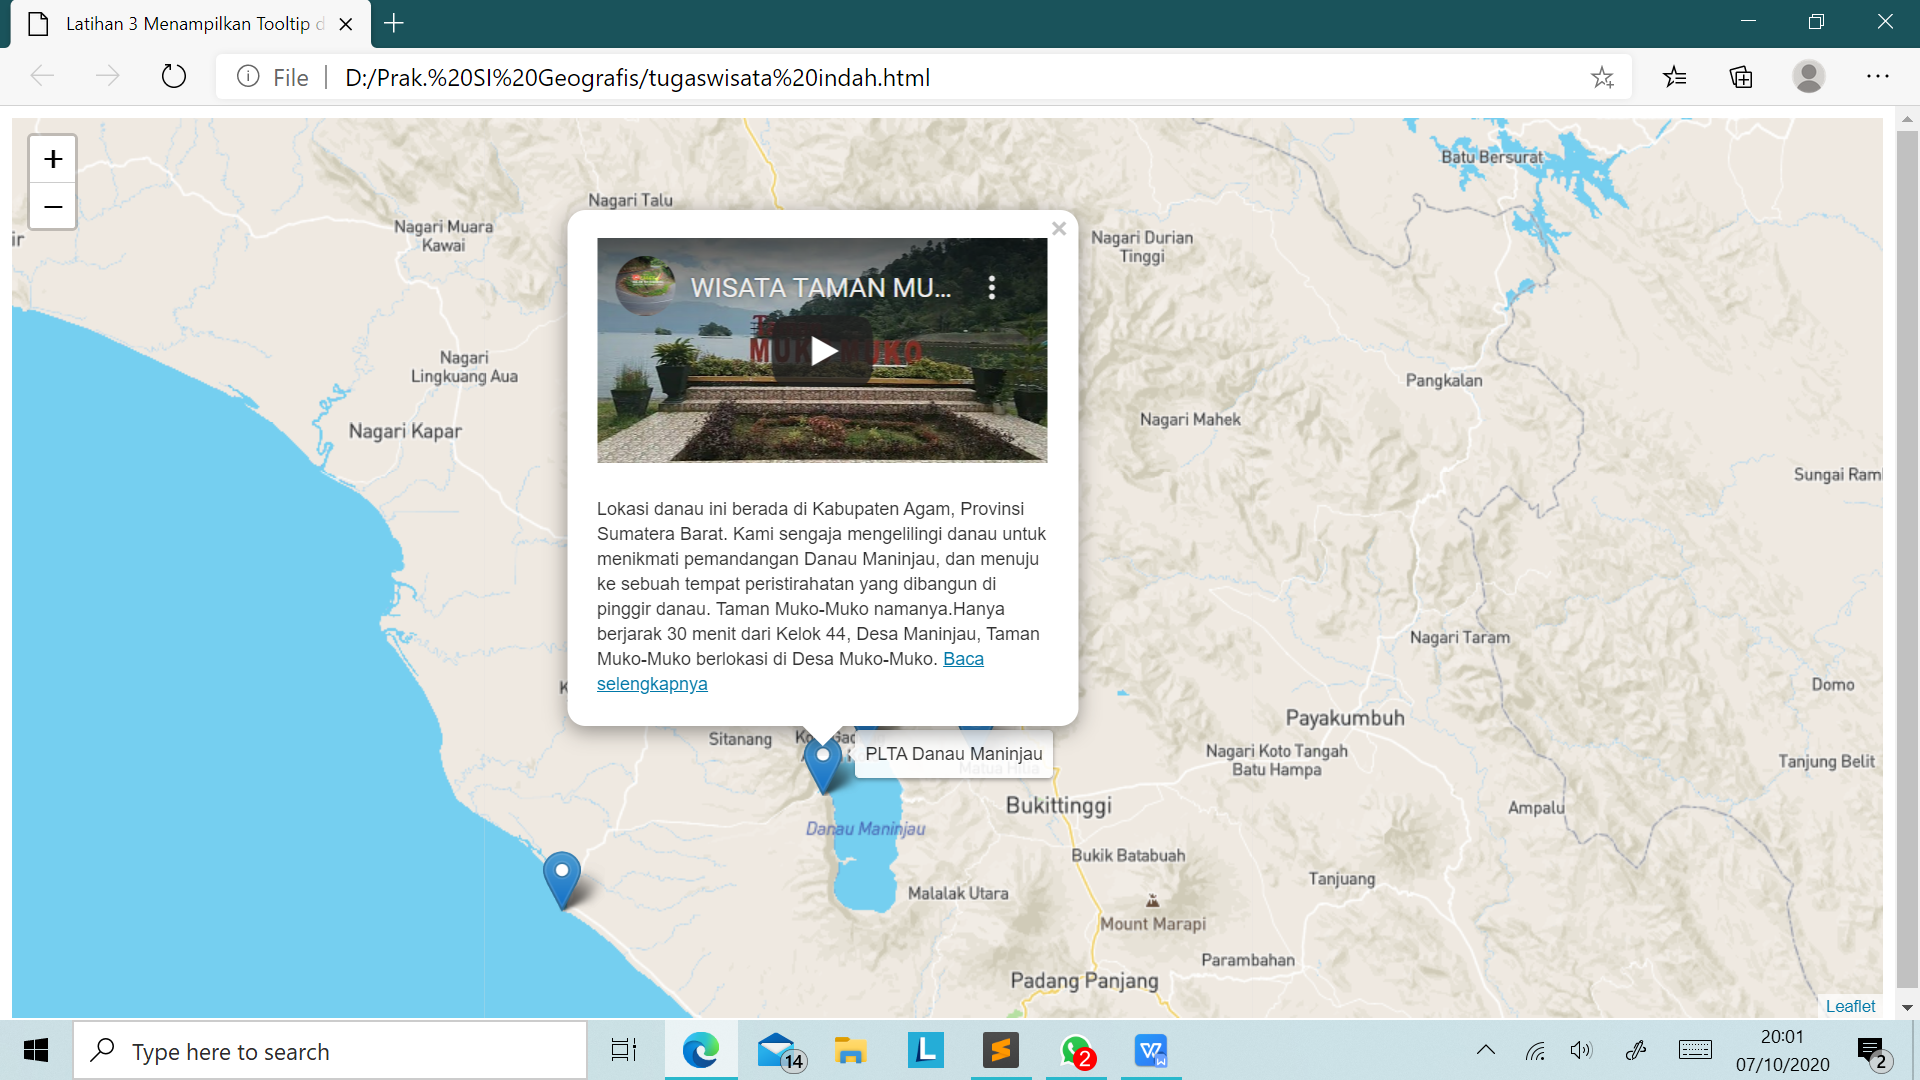 Latihan 3 Menampilkan Tooltip d
File
D:/Prak.%20SI%20Geografis/tugaswisata%20indah.html
+
−
Batu Bersurat
Nagari Talu
Nagari Muara
Kawai
ir
Nagari Durian
Tinggi
WISATA TAMAN MU...
MUKO MUKO
Nagari
Lingkuang Aua
Pangkalan
Nagari Mahek
Nagari Kapar
Sungai Ram
Lokasi danau ini berada di Kabupaten Agam, Provinsi
Sumatera Barat. Kami sengaja mengelilingi danau untuk
menikmati pemandangan Danau Maninjau, dan menuju
ke sebuah tempat peristirahatan yang dibangun di
pinggir danau. Taman Muko-Muko namanya.Hanya
berjarak 30 menit dari Kelok 44, Desa Maninjau, Taman
Muko-Muko berlokasi di Desa Muko-Muko. Baca
selengkapnya
Nagari Taram
Domo
Payakumbuh
Sitanang
PLTA Danau Maninjau
Matua Hilia
Nagari Koto Tangah
Batu Hampa
Tanjung Belit
Bukittinggi
Ampalu
Danau Maninjau
Bukik Batabuah
Tanjuang
Malalak Utara
Mount Marapi
Parambahan
Padang Panjang
Leaflet
Type here to search
14
L
2
W
20:01
07/10/2020
2